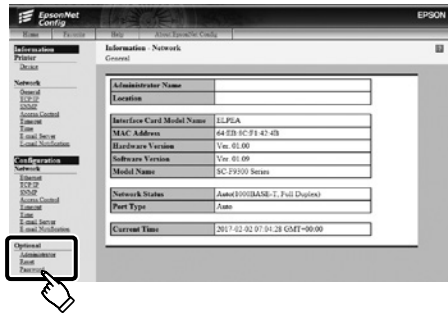 EpsonNet
Config
EPSON
Home Favorite Help About EpsonNet Config
Information
Printer
Device
Network
General
TCP/IP
SNMP
Access Control
Timeout
Time
E-mail Server
E-mail Notification
Configuration
Network
Ethernet
TCP/IP
SNMP
Access Control
Timeout
Time
E-mail Server
E-mail Notification
Optional
Administrator
Reset
Password
Information - Network
General
?
Administrator Name
Location
Interface Card Model Name ELPEA
MAC Address 64:EB:8C:F1:42:4B
Hardware Version Ver. 01.00
Software Version Ver. 01.09
Model Name SC-F9300 Series
Network Status Auto(1000BASE-T, Full Duplex)
Port Type Auto
Current Time 2017-02-02 07:04:28 GMT+00:00